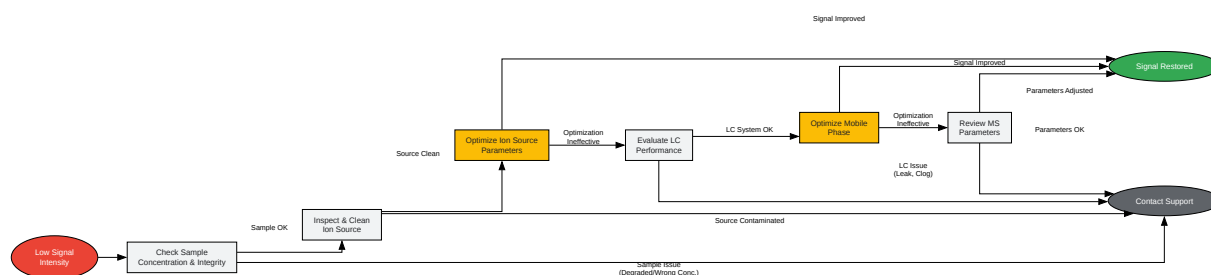 Signal Improved
Signal Improved
Signal Restored
Parameters Adjusted
Optimize Ion Source
Parameters
Optimization
Ineffective
Evaluate LC
Performance
LC System OK
Optimize Mobile
Phase
Optimization
Ineffective
Review MS
Parameters
Parameters OK
Source Clean
LC Issue
(Leak, Clog)
Contact Support
Inspect & Clean
Ion Source
Source Contaminated
Sample OK
Low Signal
Intensity
Check Sample
Concentration & Integrity
Sample Issue
(Degraded/Wrong Conc.)